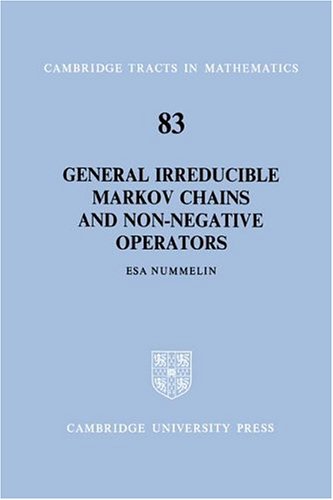 CAMBRIDGE TRACTS IN MATHEMATICS
83
GENERAL IRREDUCIBLE
MARKOV CHAINS
AND NON-NEGATIVE
OPERATORS
ESA NUMMELIN
CAMBRIDGE UNIVERSITY PRESS